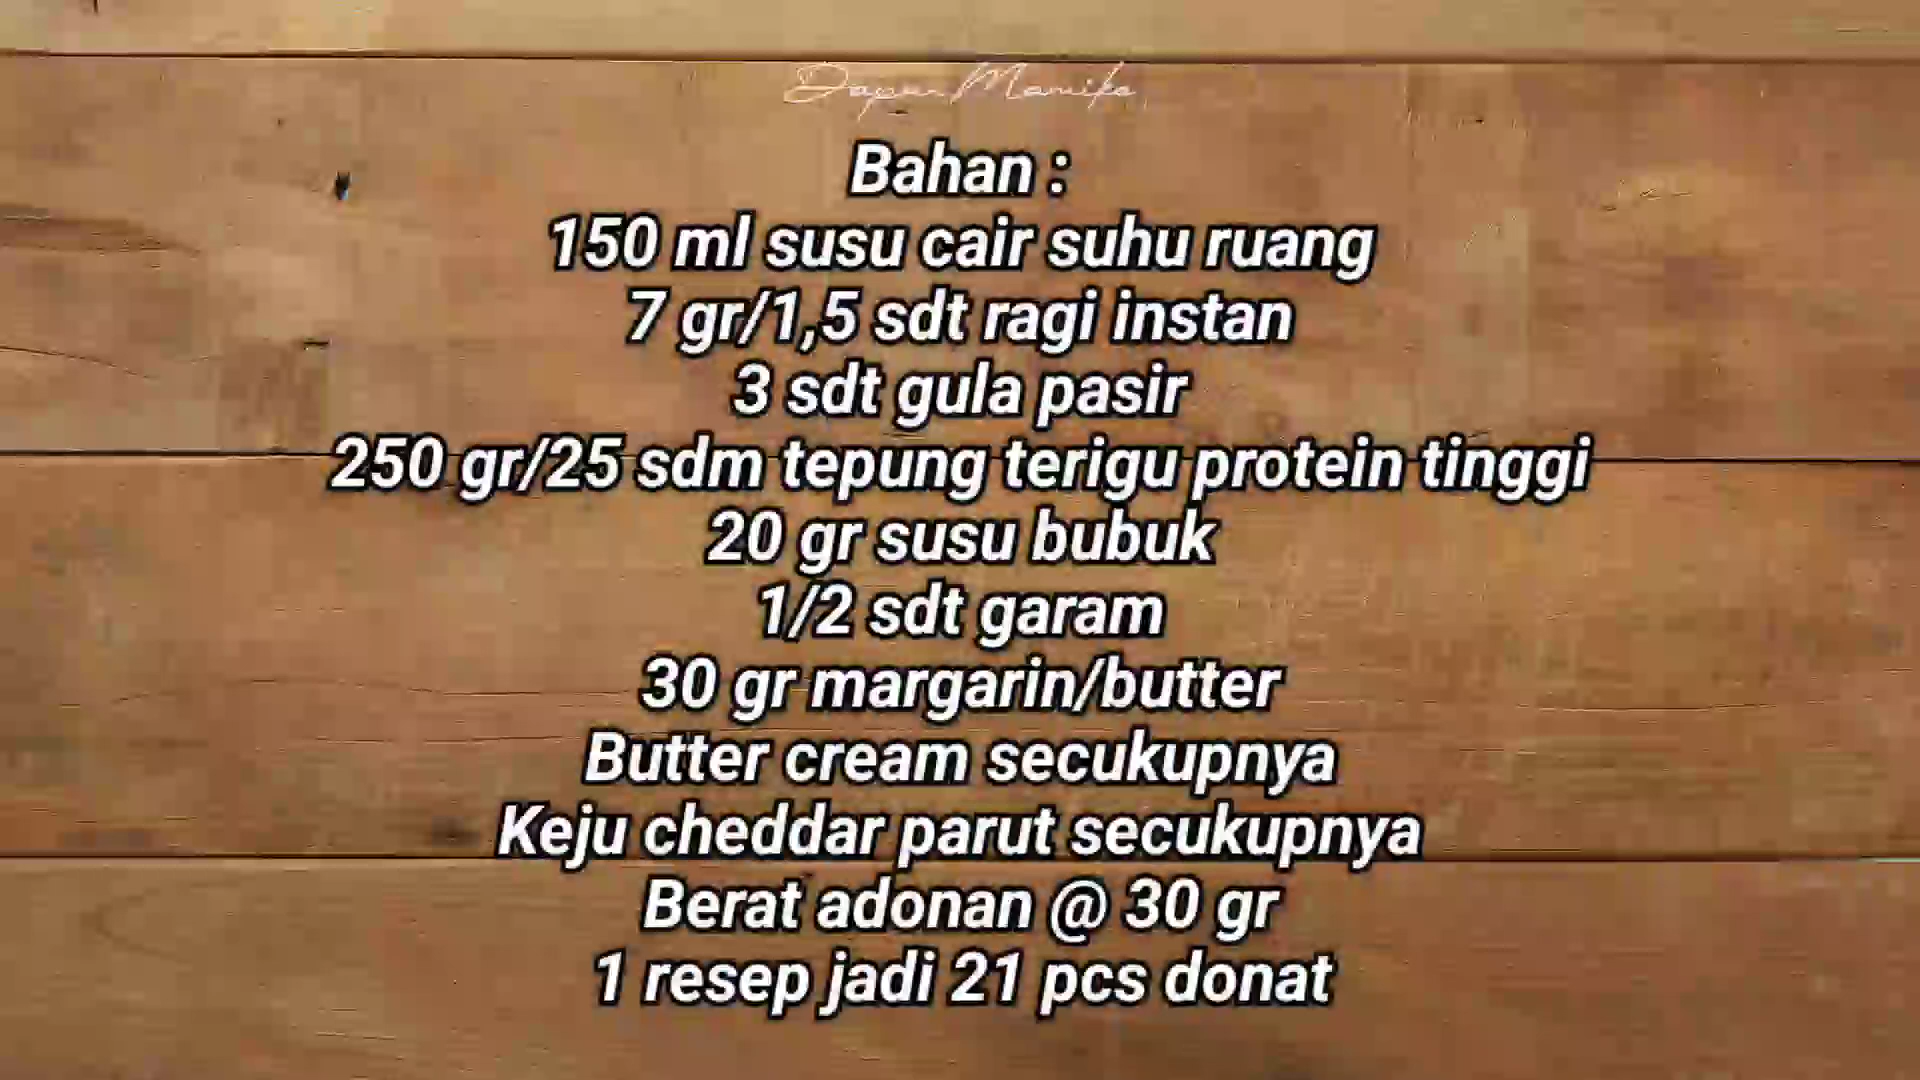 Dapur Mamika
Bahan :
150 ml susu cair suhu ruang
7 gr/1,5 sdt ragi instan
3 sdt gula pasir
250 gr/25 sdm tepung terigu protein tinggi
20 gr susu bubuk
1/2 sdt garam
30 gr margarin/butter
Butter cream secukupnya
Keju cheddar parut secukupnya
Berat adonan @ 30 gr
1 resep jadi 21 pcs donat